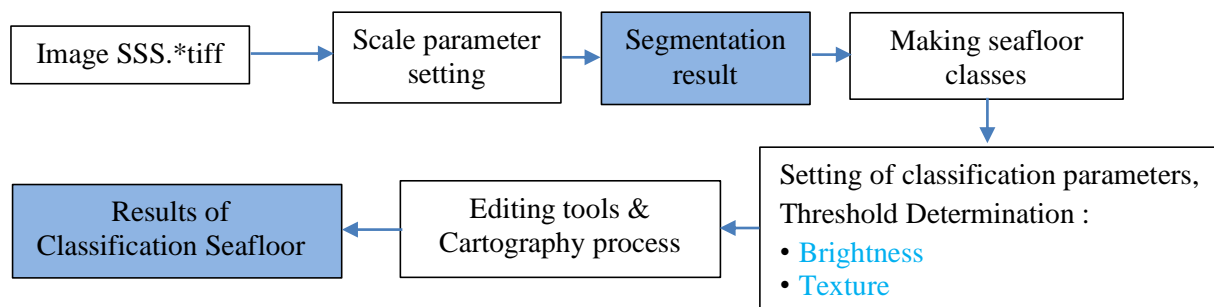 Image SSS.*tiff
Scale parameter
setting
Segmentation
result
Making seafloor
classes
Setting of classification parameters,
Threshold Determination :
• Brightness
• Texture
Editing tools &
Cartography process
Results of
Classification Seafloor